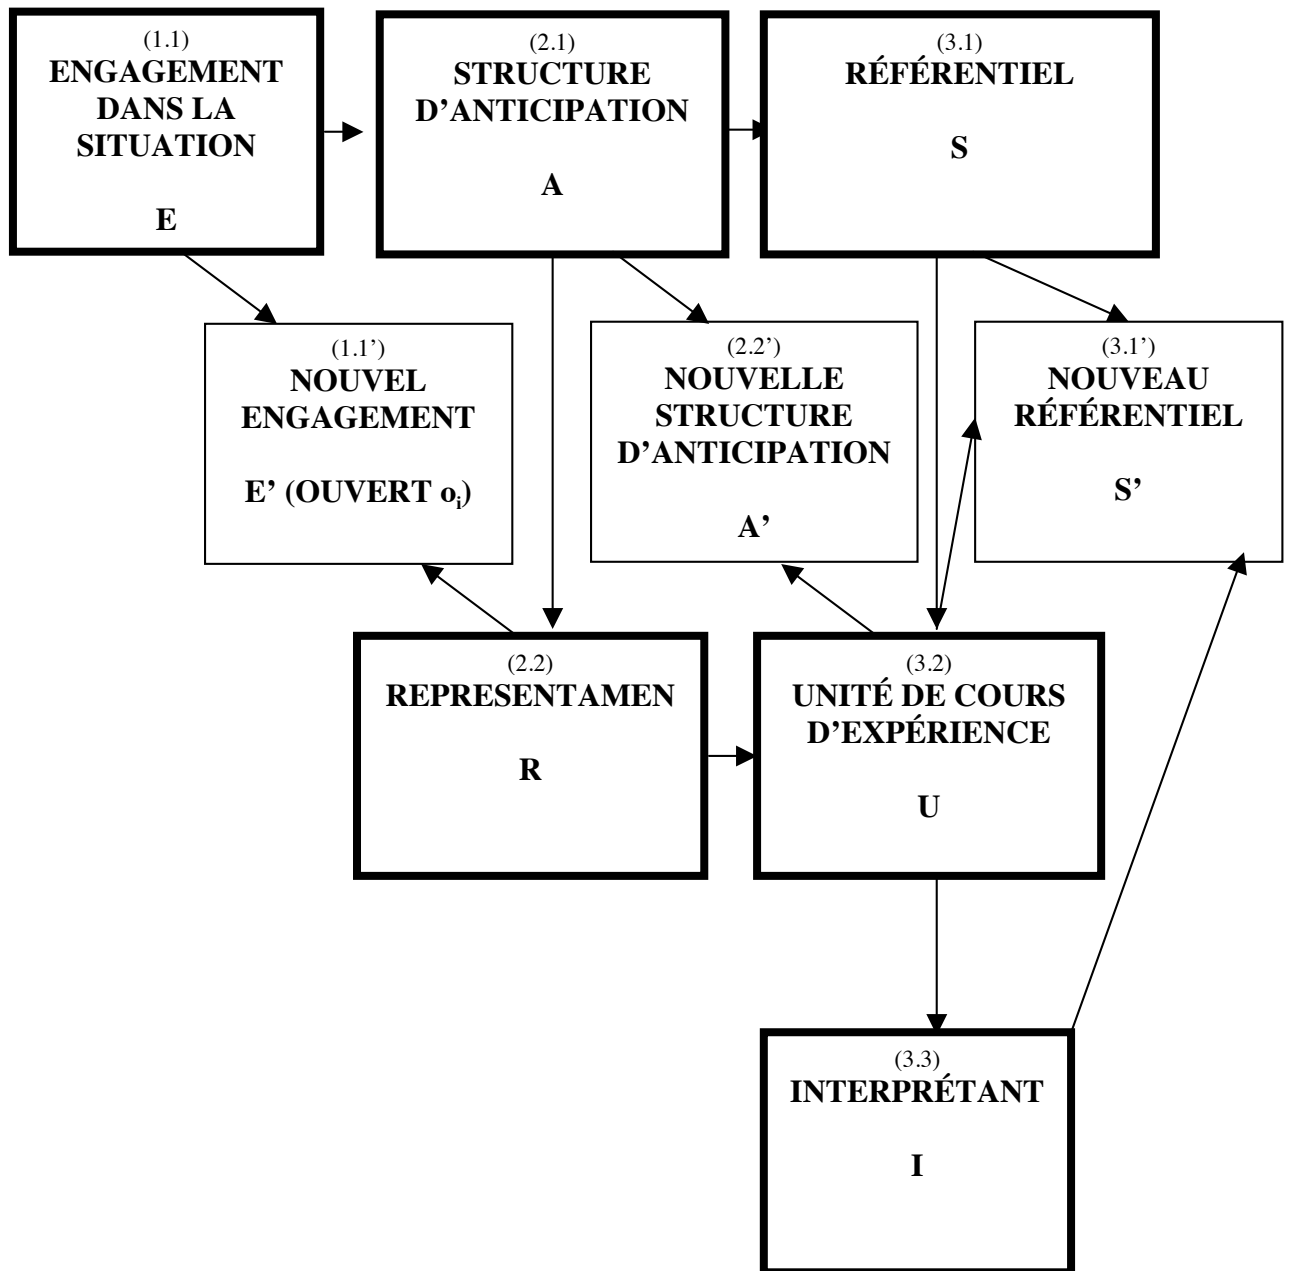 (1.1)
ENGAGEMENT
DANS LA
SITUATION
E
(2.1)
STRUCTURE
D’ANTICIPATION
A
(3.1)
RÉFÉRENTIEL
S
(1.1’)
NOUVEL
ENGAGEMENT
E’ (OUVERT oi)
(2.2’)
NOUVELLE
STRUCTURE
D’ANTICIPATION
A’
(3.1’)
NOUVEAU
RÉFÉRENTIEL
S’
(2.2)
REPRESENTAMEN
R
(3.2)
UNITÉ DE COURS
D’EXPÉRIENCE
U
(3.3)
INTERPRÉTANT
I